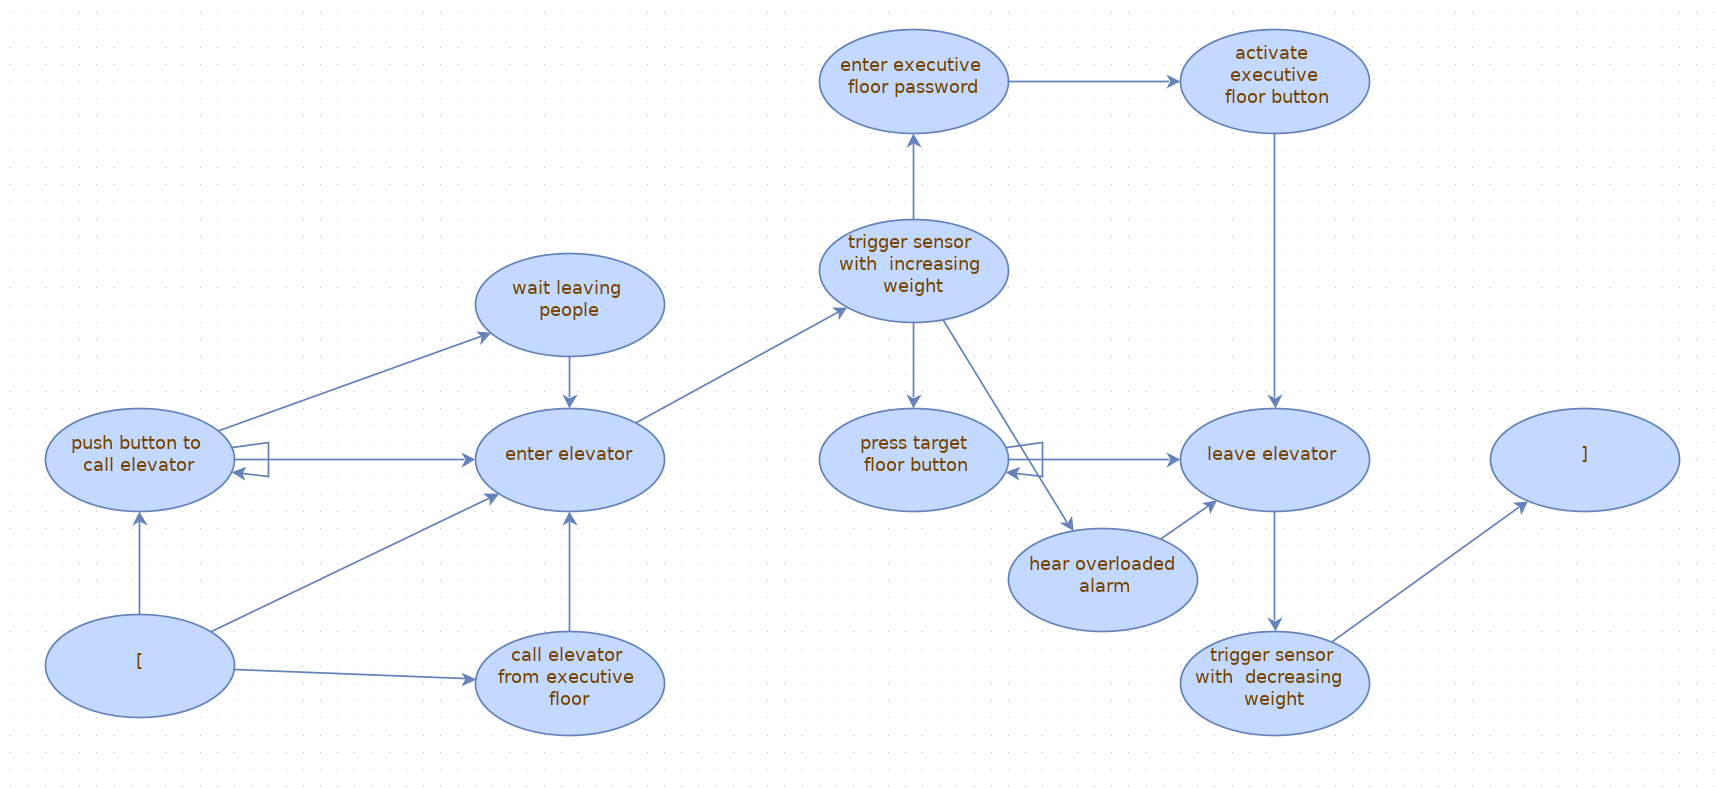 enter executive
floor password
activate
executive
floor button
trigger sensor
with  increasing
weight
wait leaving
people
push button to
call elevator
enter elevator
press target
floor button
leave elevator
]
hear overloaded
alarm
[
call elevator
from executive
floor
trigger sensor
with  decreasing
weight